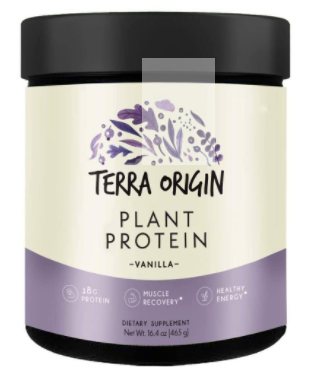 TERRA ORIGIN
PLANT
PROTEIN
–VANILLA–
18G
PROTEIN
MUSCLE
RECOVERY*
HEALTHY
ENERGY*
DIETARY SUPPLEMENT
Net Wt. 16.4 oz (465 g)